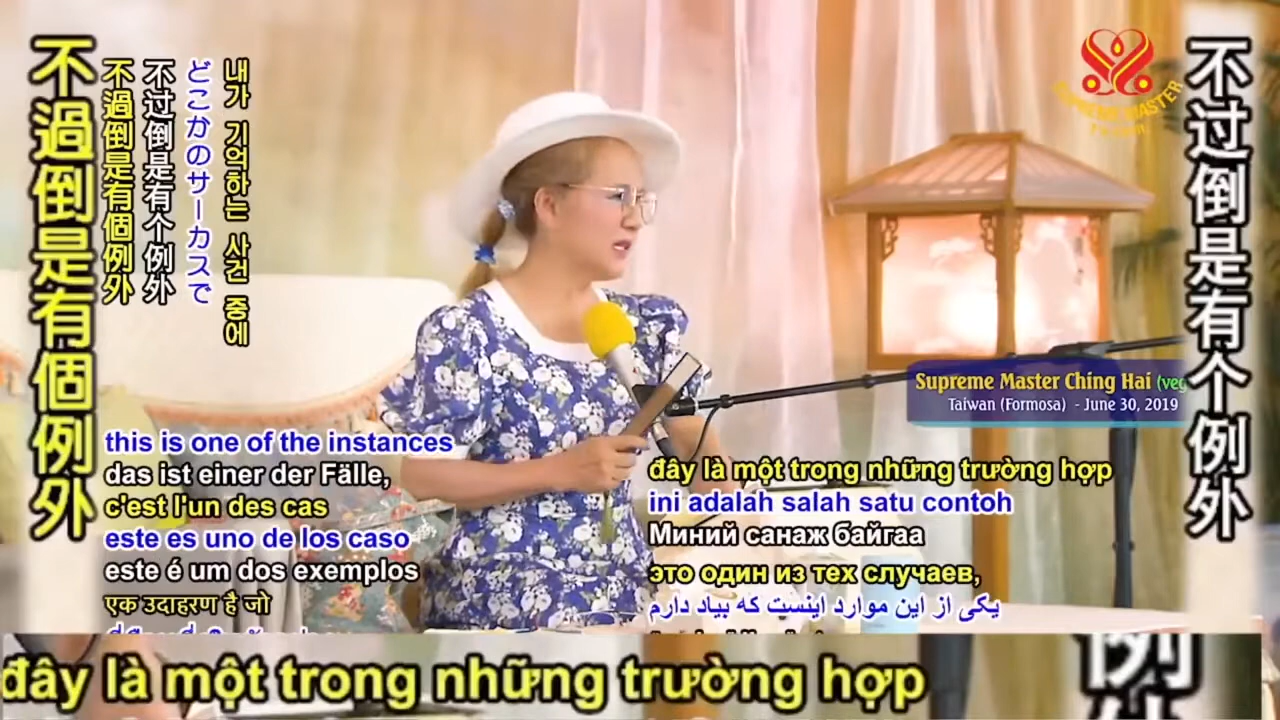 不過倒是有個例外
不過倒是有個例外
不过倒是有个例外
どこかのサーカスで
내가 기억하는 사건 중에
SUPREME MASTER
不过倒是有个例外
Supreme Master Ching Hai (veg
Taiwan (Formosa) - June 30, 2019
this is one of the instances
das ist einer der Fälle,
c'est l'un des cas
este es uno de los caso
este é um dos exemplos
एक उदाहरण है जो
đây là một trong những trường hợp
ini adalah salah satu contoh
Миний санаж байгаа
это один из тех случаев,
یکی از این موارد اینست که بیاد دارم
đây là một trong những trường hợp
例